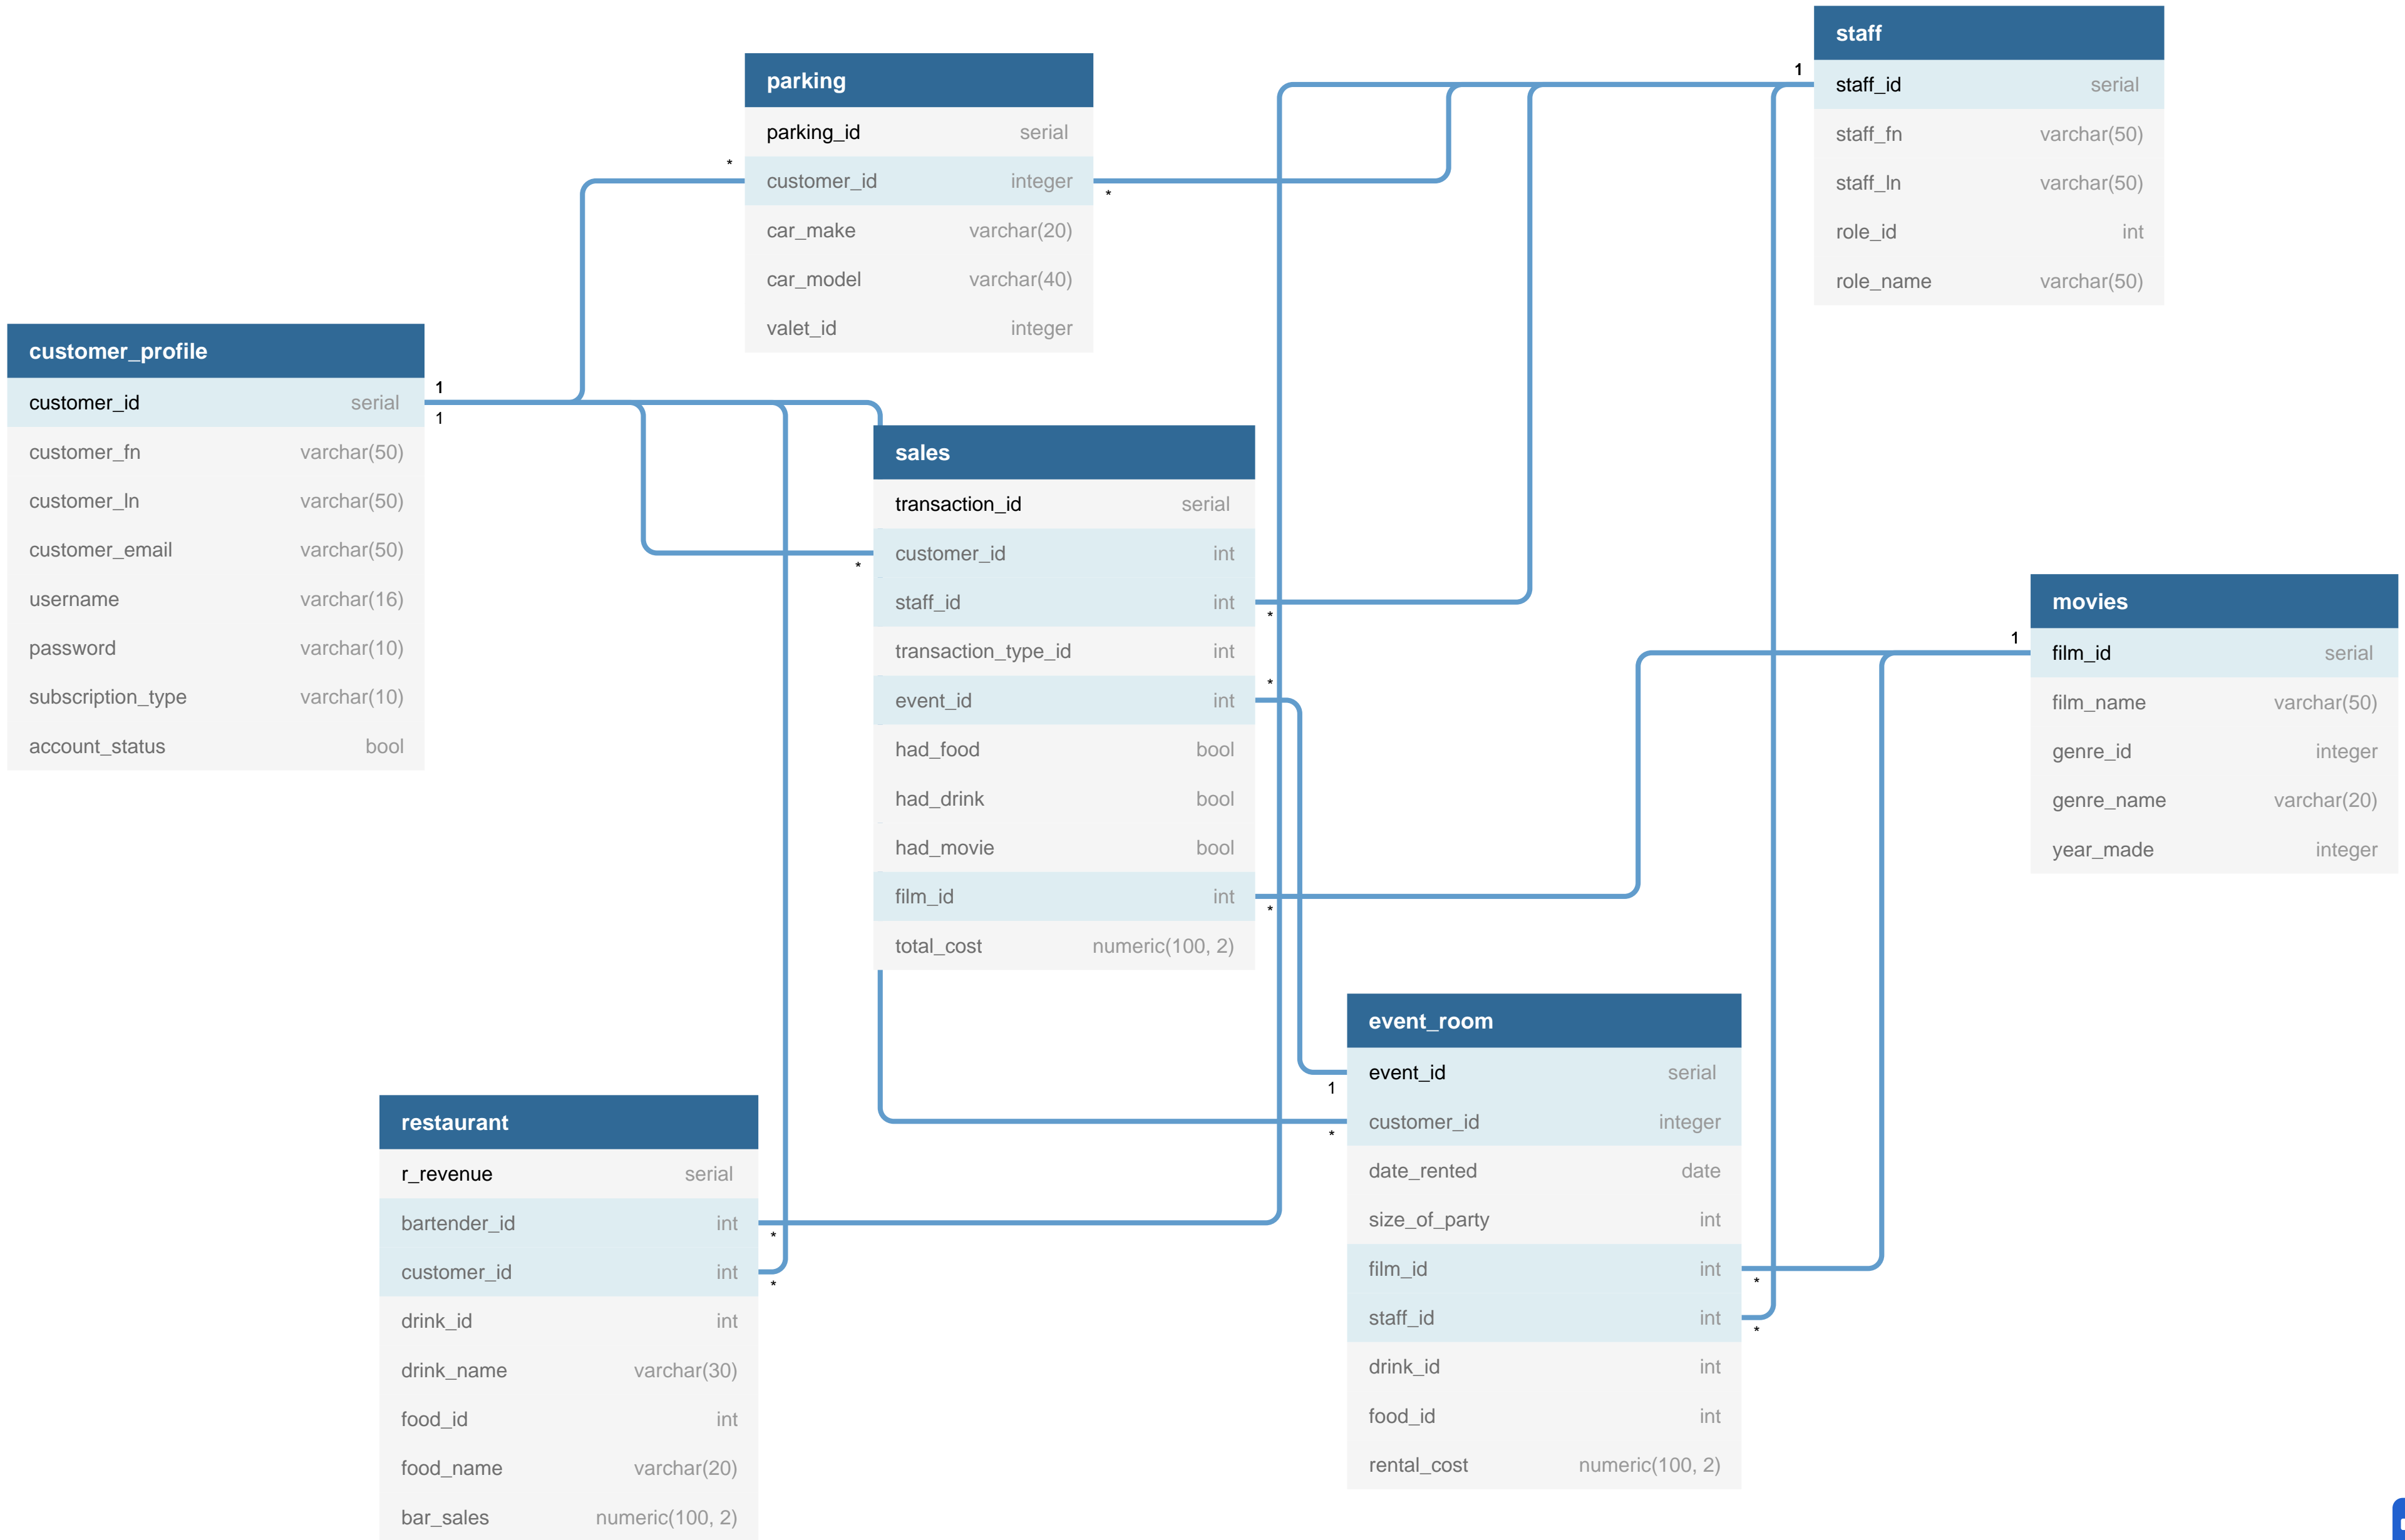 staff
staff_id serial
staff_fn varchar(50)
staff_ln varchar(50)
role_id int
role_name varchar(50)
1
parking
parking_id serial
customer_id integer
car_make varchar(20)
car_model varchar(40)
valet_id integer
*
*
customer_profile
customer_id serial
customer_fn varchar(50)
customer_ln varchar(50)
customer_email varchar(50)
username varchar(16)
password varchar(10)
subscription_type varchar(10)
account_status bool
1
1
sales
transaction_id serial
customer_id int
staff_id int
transaction_type_id int
event_id int
had_food bool
had_drink bool
had_movie bool
film_id int
total_cost numeric(100, 2)
*
*
*
*
movies
film_id serial
film_name varchar(50)
genre_id integer
genre_name varchar(20)
year_made integer
1
event_room
event_id serial
customer_id integer
date_rented date
size_of_party int
film_id int
staff_id int
drink_id int
food_id int
rental_cost numeric(100, 2)
1
*
*
*
restaurant
r_revenue serial
bartender_id int
customer_id int
drink_id int
drink_name varchar(30)
food_id int
food_name varchar(20)
bar_sales numeric(100, 2)
*
*